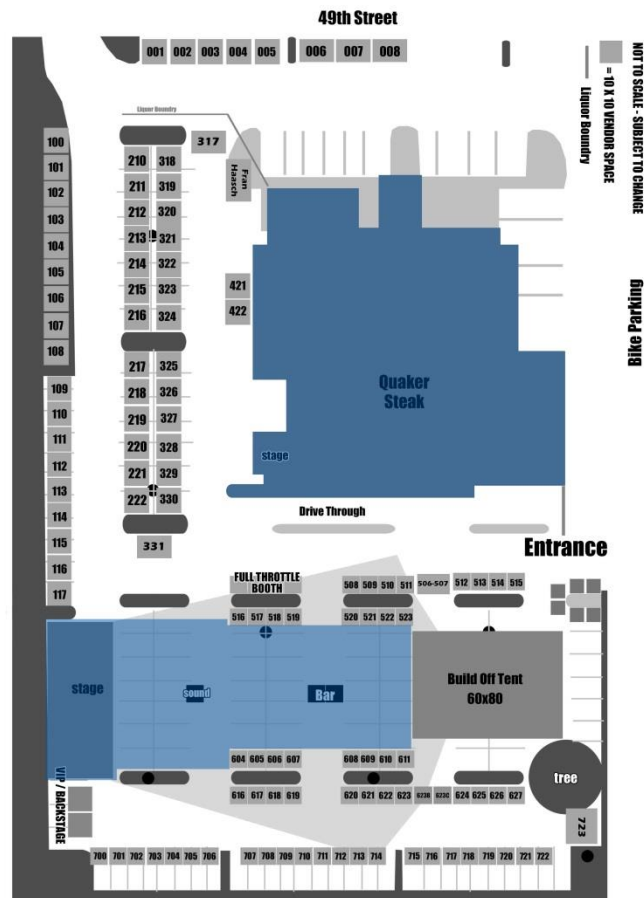 49th Street
001 002 003 004 005 006 007 008
NOT TO SCALE - SUBJECT TO CHANGE
= 10 X 10 VENDOR SPACE
Liquor Boundry
Liquor Boundry
317
Fran
Haasch
100
101
102
103
104
105
106
107
108
109
110
111
112
113
114
115
116
117
210 318
211 319
212 320
213 321
214 322
215 323
216 324
217 325
218 326
219 327
220 328
221 329
222 330
331
421
422
Quaker
Steak
stage
Bike Parking
Drive Through
Entrance
FULL THROTTLE
BOOTH
508 509 510 511 506-507 512 513 514 515
516 517 518 519 520 521 522 523
stage
sound
Bar
Build Off Tent
60x80
604 605 606 607 608 609 610 611
tree
VIP / BACKSTAGE
616 617 618 619 620 621 622 623 623B 623C 624 625 626 627
723
700 701 702 703 704 705 706 707 708 709 710 711 712 713 714 715 716 717 718 719 720 721 722